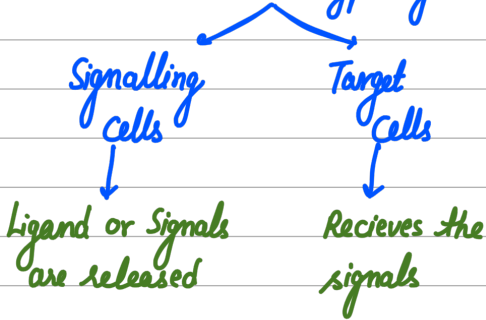 Signalling Target
Cells Cells
Ligand or Signals Recieves the
are released signals